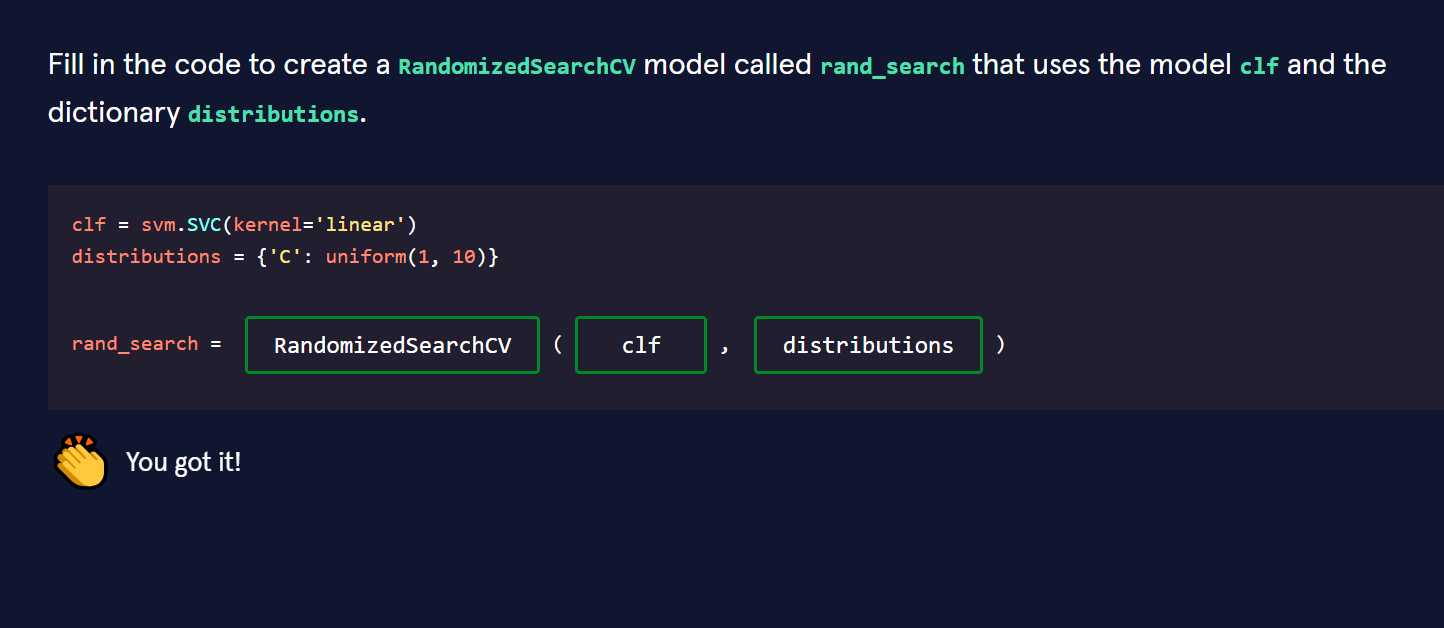 Fill in the code to create a RandomizedSearchCV model called rand_search that uses the model clf and the
dictionary distributions.
clf = svm.SVC(kernel='linear')
distributions = {'C': uniform(1, 10)}
rand_search = RandomizedSearchCV ( clf , distributions )
You got it!